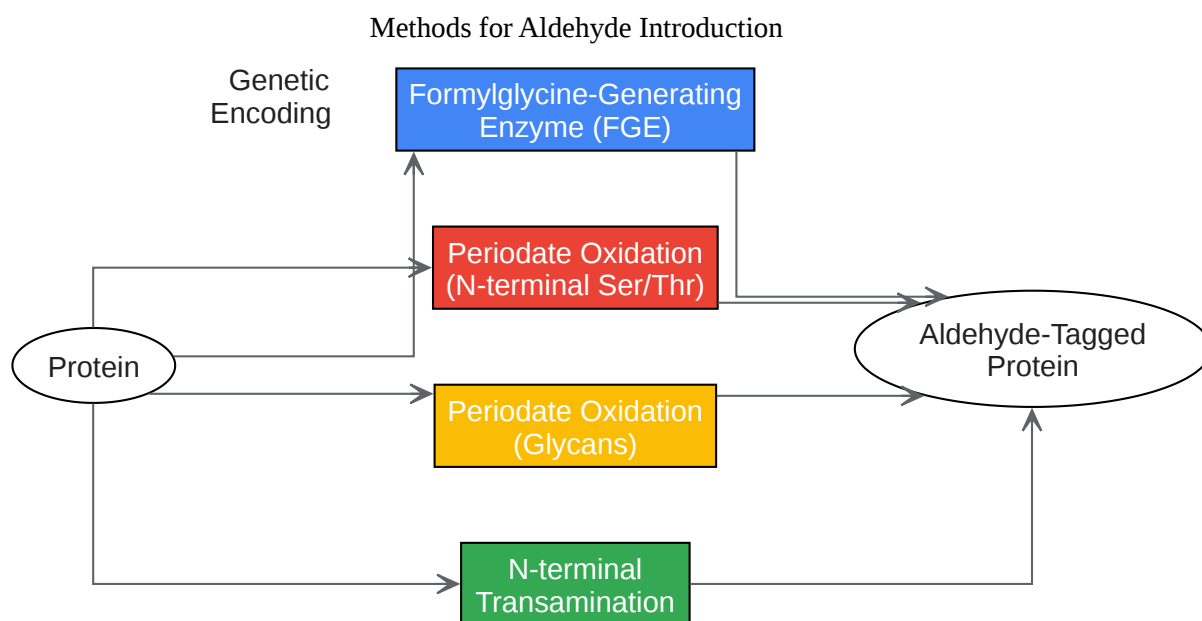 Methods for Aldehyde Introduction
Genetic
Encoding
Formylglycine-Generating
Enzyme (FGE)
Periodate Oxidation
(N-terminal Ser/Thr)
Protein
Aldehyde-Tagged
Protein
Periodate Oxidation
(Glycans)
N-terminal
Transamination